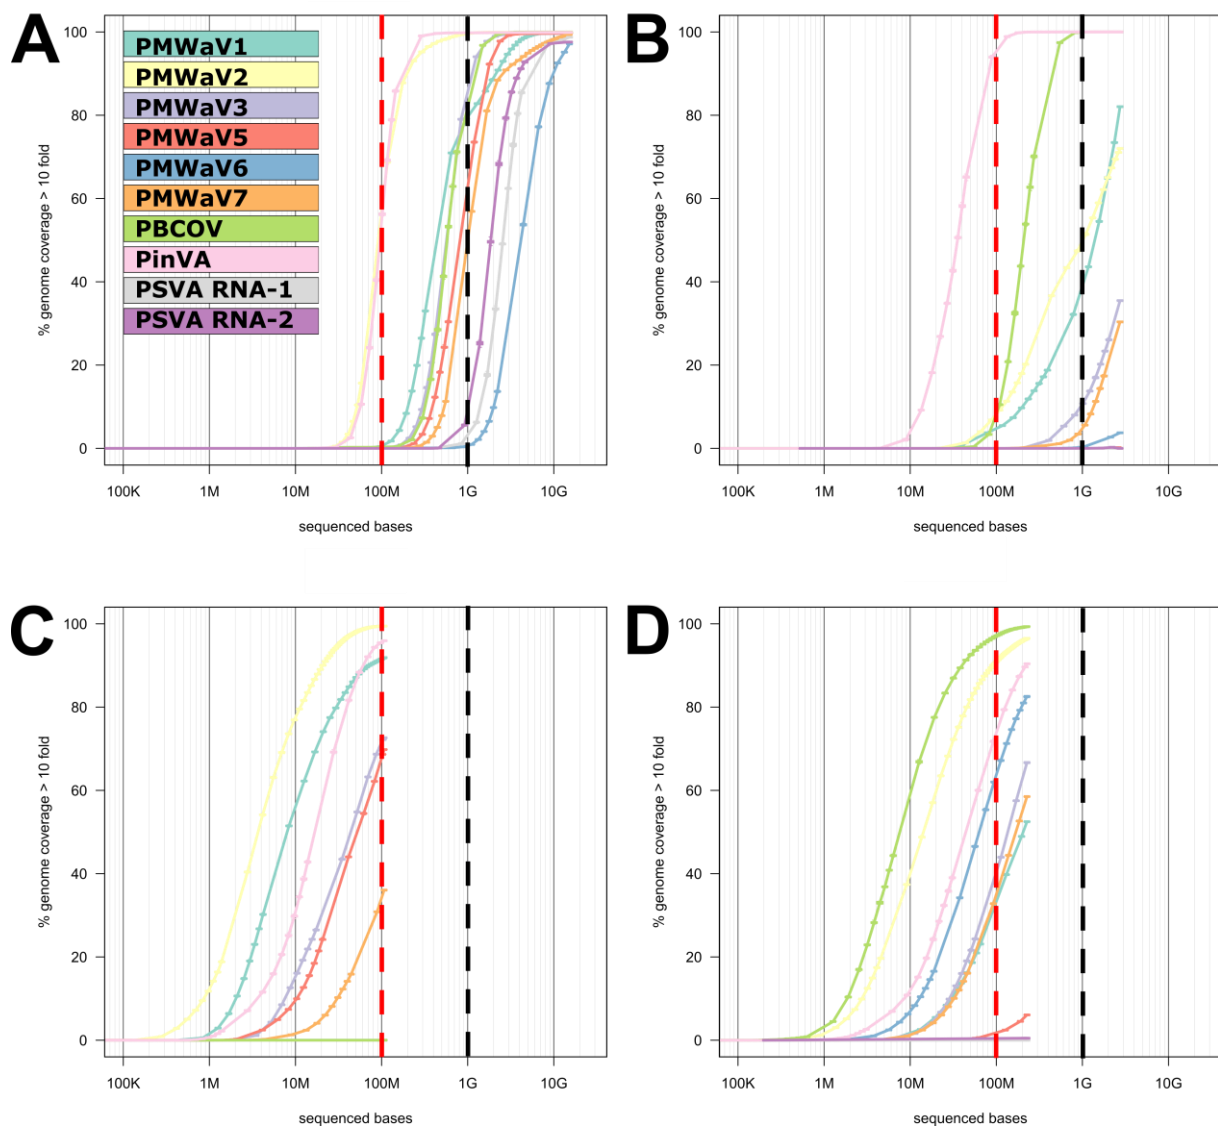 A
100
80
60
40
20
0
% genome coverage > 10 fold
PMWaV1
PMWaV2
PMWaV3
PMWaV5
PMWaV6
PMWaV7
PBCOV
PinVA
PSVA RNA-1
PSVA RNA-2
100K 1M 10M 100M 1G 10G
sequenced bases
B
100
80
60
40
20
0
% genome coverage > 10 fold
100K 1M 10M 100M 1G 10G
sequenced bases
C
100
80
60
40
20
0
% genome coverage > 10 fold
100K 1M 10M 100M 1G 10G
sequenced bases
D
100
80
60
40
20
0
% genome coverage > 10 fold
100K 1M 10M 100M 1G 10G
sequenced bases